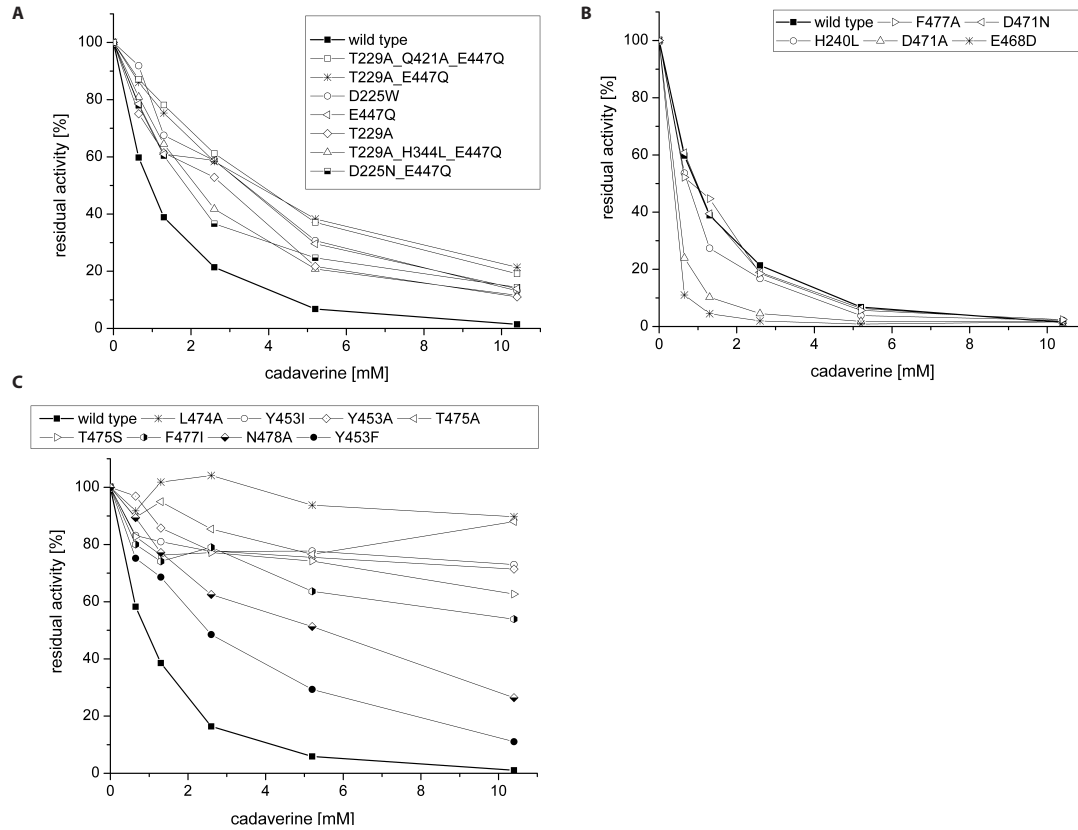 A
wild type
T229A_Q421A_E447Q
T229A_E447Q
D225W
E447Q
T229A
T229A_H344L_E447Q
D225N_E447Q
residual activity [%]
100
80
60
40
20
0
0 2 4 6 8 10
cadaverine [mM]
B
wild type F477A D471N
H240L D471A E468D
residual activity [%]
100
80
60
40
20
0
0 2 4 6 8 10
cadaverine [mM]
C
wild type L474A Y453I Y453A T475A
T475S F477I N478A Y453F
residual activity [%]
100
80
60
40
20
0
0 2 4 6 8 10
cadaverine [mM]